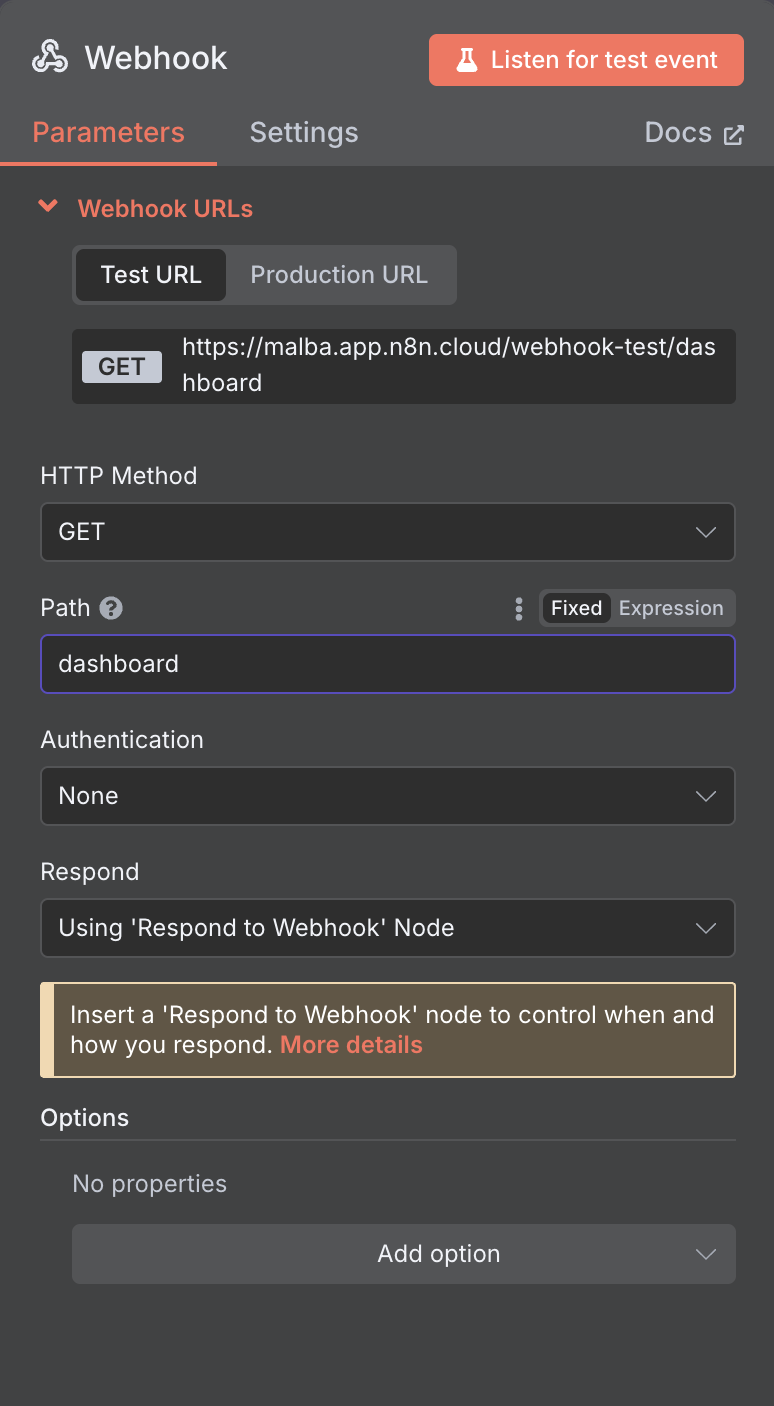 Webhook
Listen for test event
Parameters
Settings
Docs
Webhook URLs
Test URL
Production URL
GET
https://malba.app.n8n.cloud/webhook-test/das
hboard
HTTP Method
GET
Path
Fixed
Expression
dashboard
Authentication
None
Respond
Using 'Respond to Webhook' Node
Insert a 'Respond to Webhook' node to control when and
how you respond. More details
Options
No properties
Add option